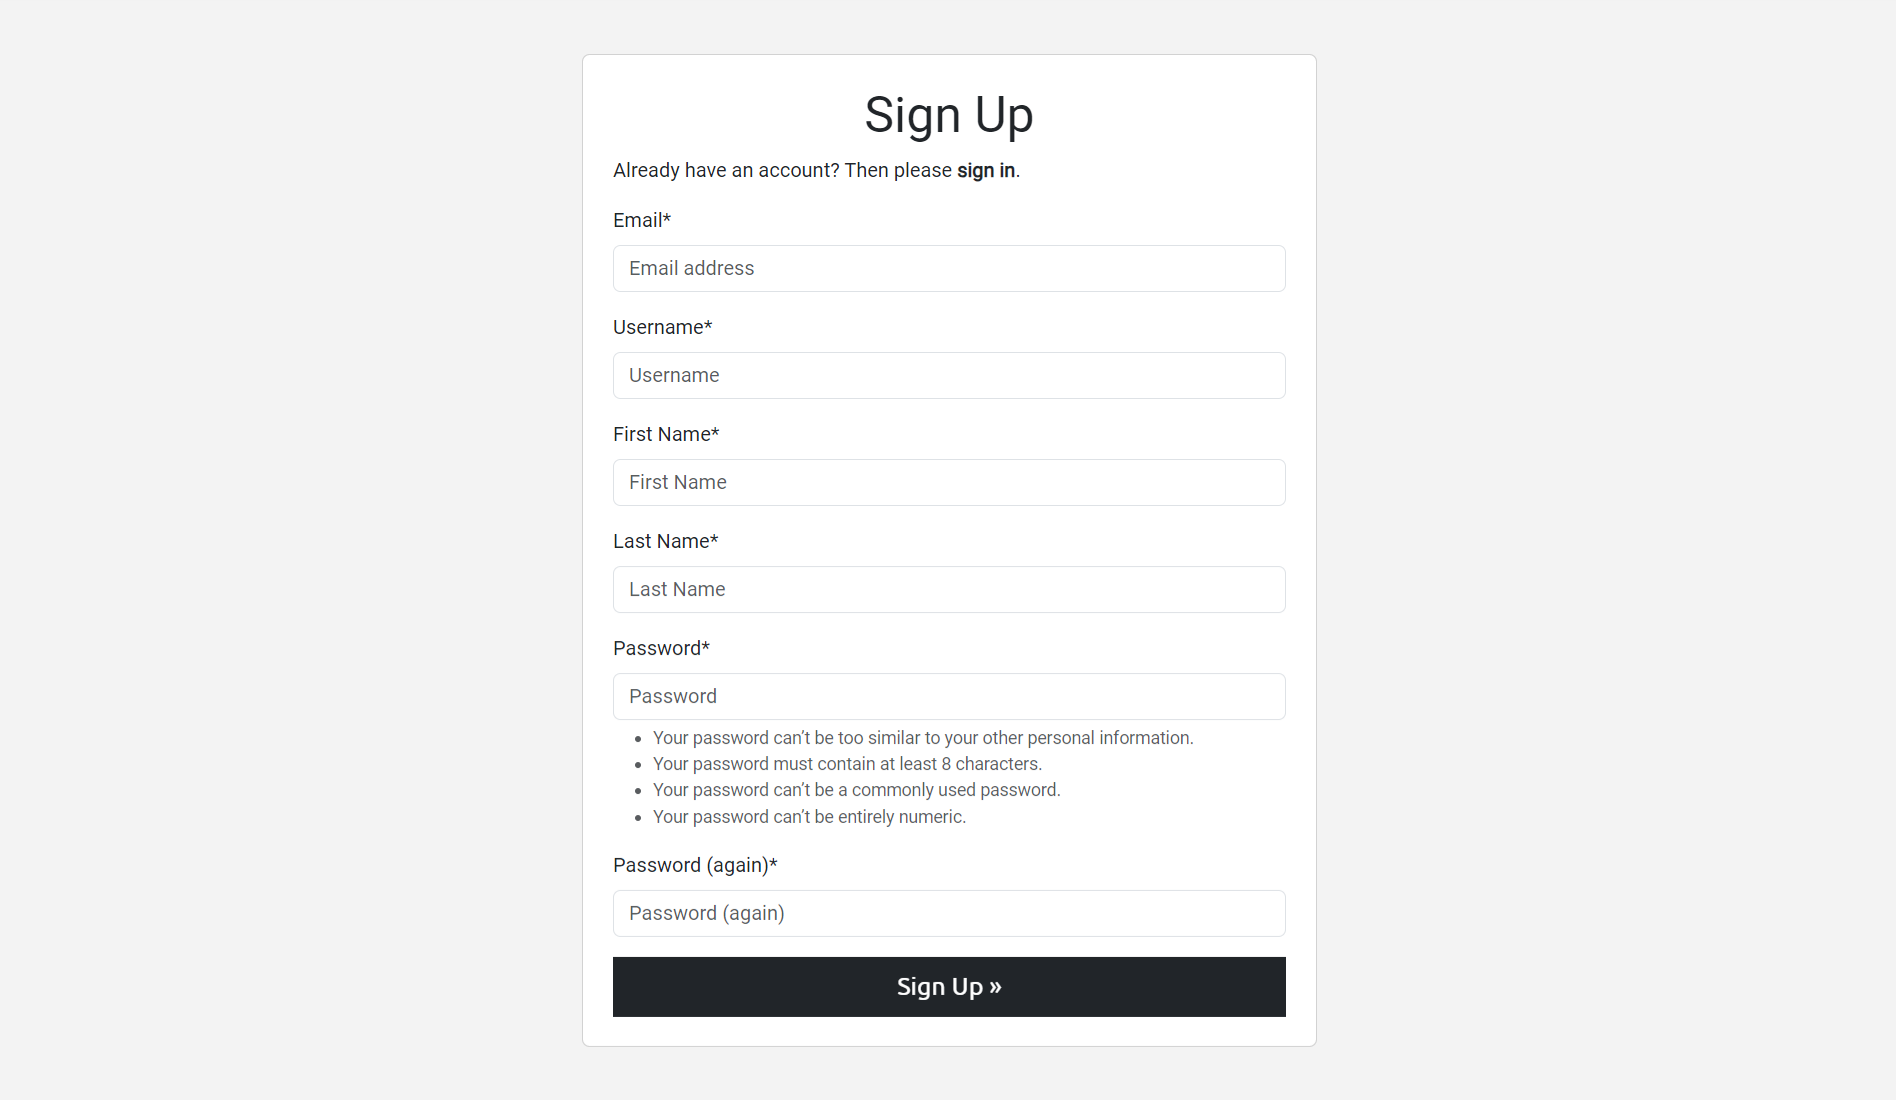 Sign Up
Already have an account? Then please sign in.
Email*
Email address
Username*
Username
First Name*
First Name
Last Name*
Last Name
Password*
Password
• Your password can’t be too similar to your other personal information.
• Your password must contain at least 8 characters.
• Your password can’t be a commonly used password.
• Your password can’t be entirely numeric.
Password (again)*
Password (again)
Sign Up »